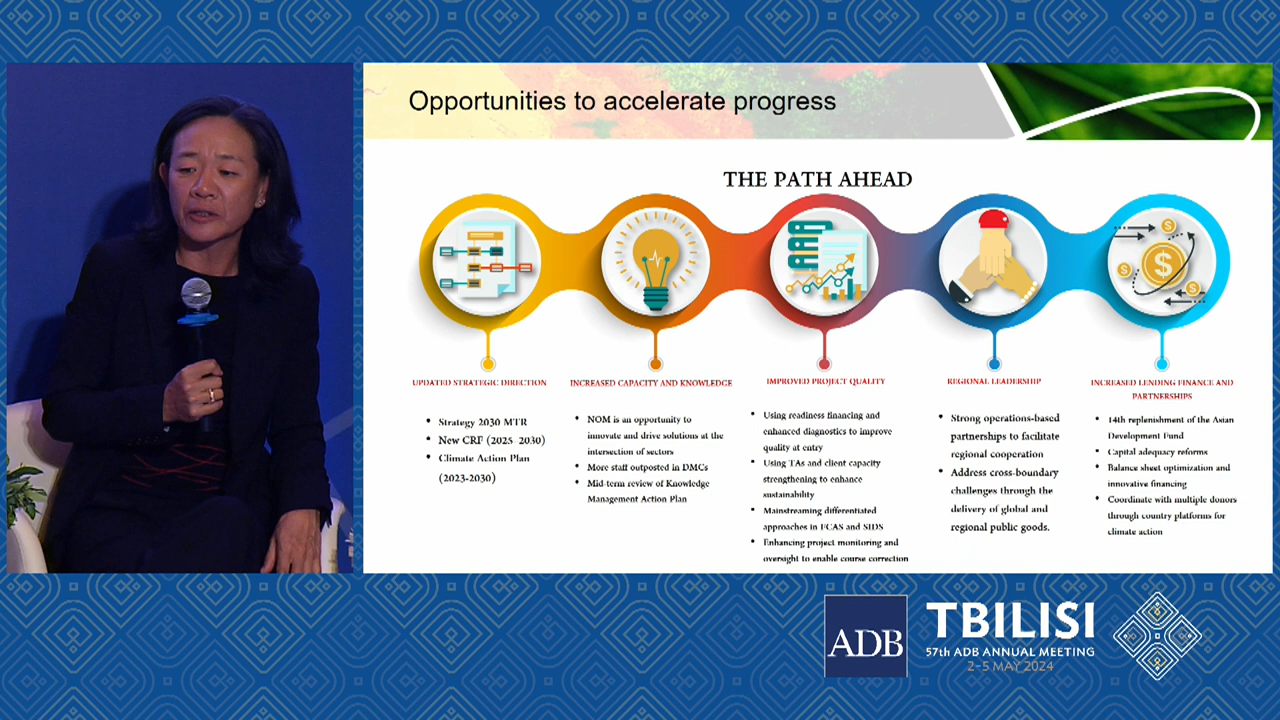 Opportunities to accelerate progress
THE PATH AHEAD
UPDATED STRATEGIC DIRECTION
• Strategy 2030 MTR
• New CRF (2025–2030)
• Climate Action Plan
(2023-2030)
INCREASED CAPACITY AND KNOWLEDGE
• NOM is an opportunity to
innovate and drive solutions at the
intersection of sectors
• More staff outposted in DMCs
• Mid-term review of Knowledge
Management Action Plan
IMPROVED PROJECT QUALITY
• Using readiness financing and
enhanced diagnostics to improve
quality at entry
• Using TAs and client capacity
strengthening to enhance
sustainability
• Mainstreaming differentiated
approaches in FCAS and SIDS
• Enhancing project monitoring and
oversight to enable course correction
REGIONAL LEADERSHIP
• Strong operations-based
partnerships to facilitate
regional cooperation
• Address cross-boundary
challenges through the
delivery of global and
regional public goods.
INCREASED LENDING FINANCE AND
PARTNERSHIPS
• 14th replenishment of the Asian
Development Fund
• Capital adequacy reforms
• Balance sheet optimization and
innovative financing
• Coordinate with multiple donors
through country platforms for
climate action
ADB
TBILISI
57th ADB ANNUAL MEETING
2–5 MAY 2024